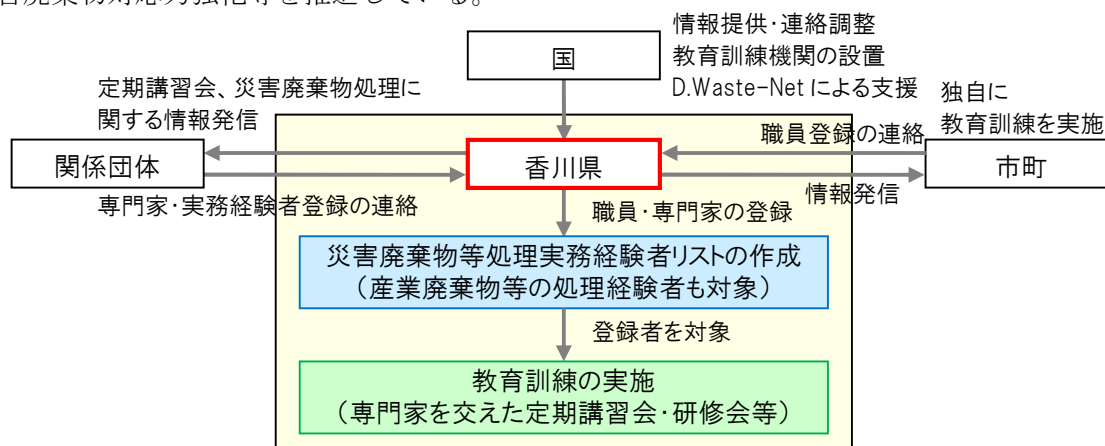 害廃棄物対応力強化等を推進している。
国
情報提供・連絡調整
教育訓練機関の設置
D.Waste-Net による支援
定期講習会、災害廃棄物処理に
関する情報発信
独自に
教育訓練を実施
職員登録の連絡
関係団体
香川県
市町
専門家・実務経験者登録の連絡
情報発信
職員・専門家の登録
災害廃棄物等処理実務経験者リストの作成
（産業廃棄物等の処理経験者も対象）
登録者を対象
教育訓練の実施
（専門家を交えた定期講習会・研修会等）